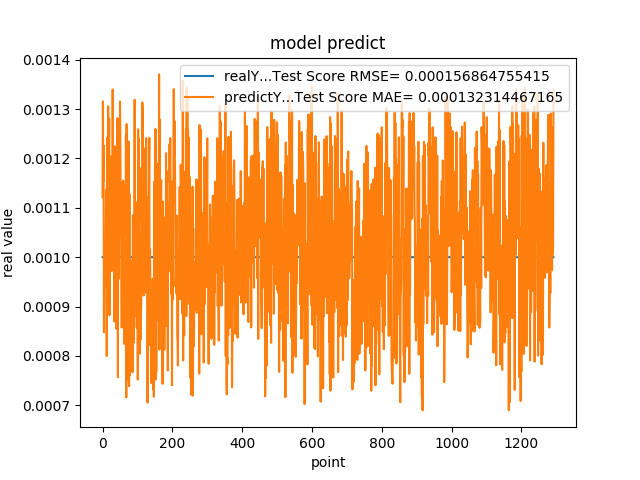 model predict
realY...Test Score RMSE= 0.000156864755415
predictY...Test Score MAE= 0.000132314467165
0.0014
0.0013
0.0012
0.0011
0.0010
0.0009
0.0008
0.0007
real value
0 200 400 600 800 1000 1200
point